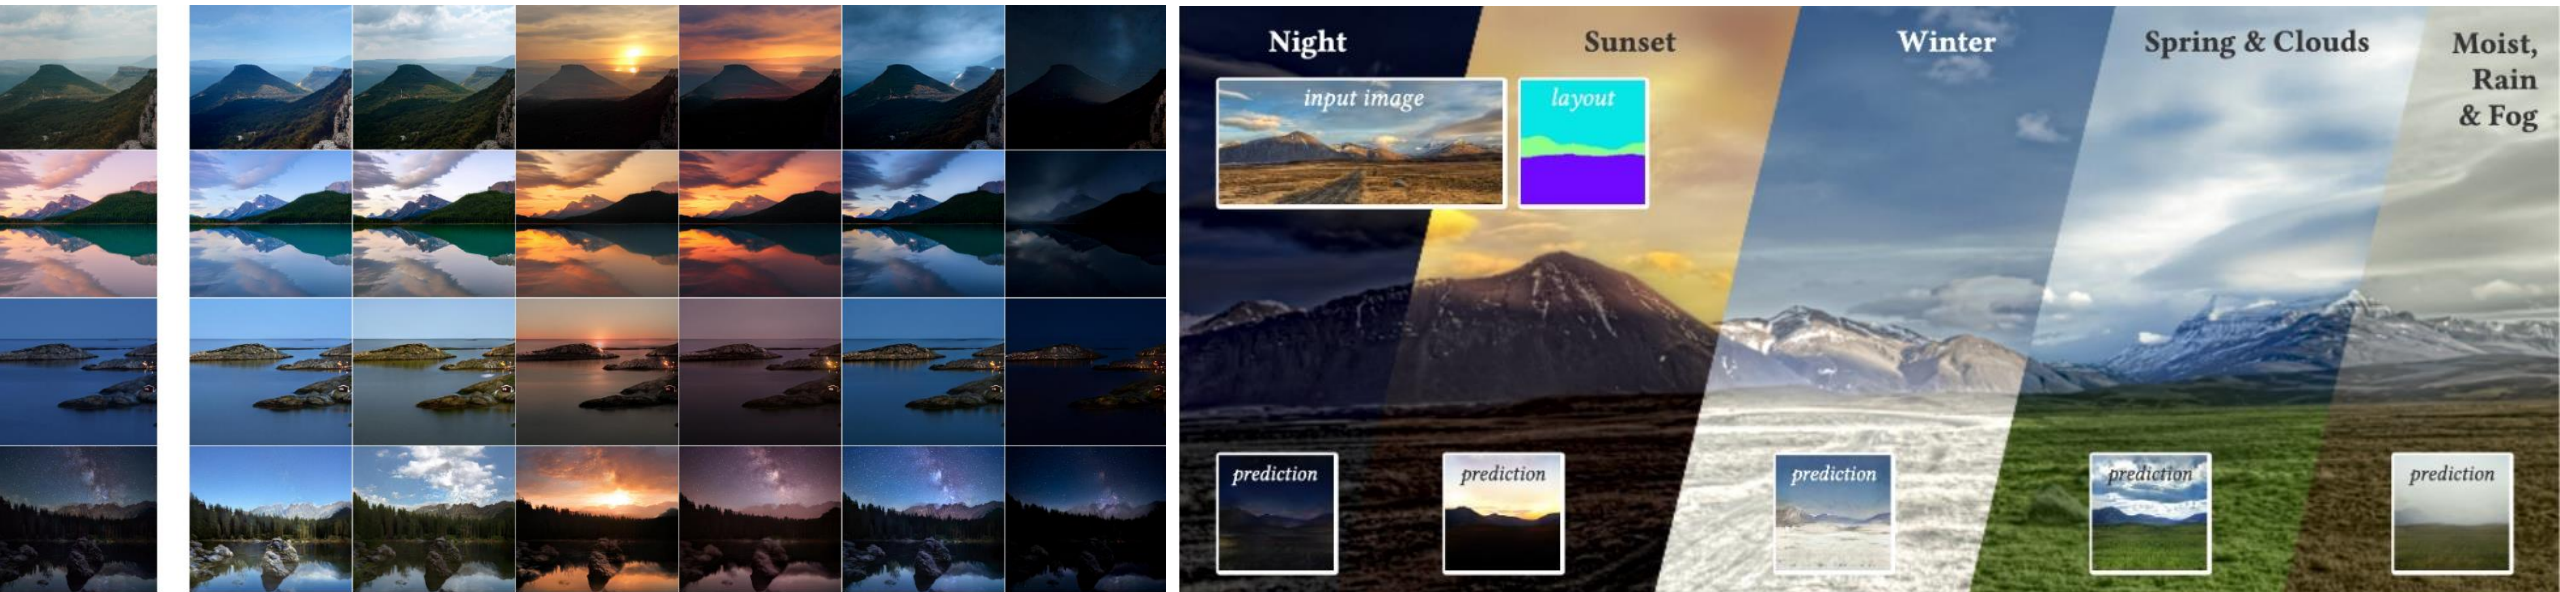 Night
Sunset
Winter
Spring & Clouds
Moist,
Rain
& Fog
input image
layout
prediction
prediction
prediction
prediction
prediction